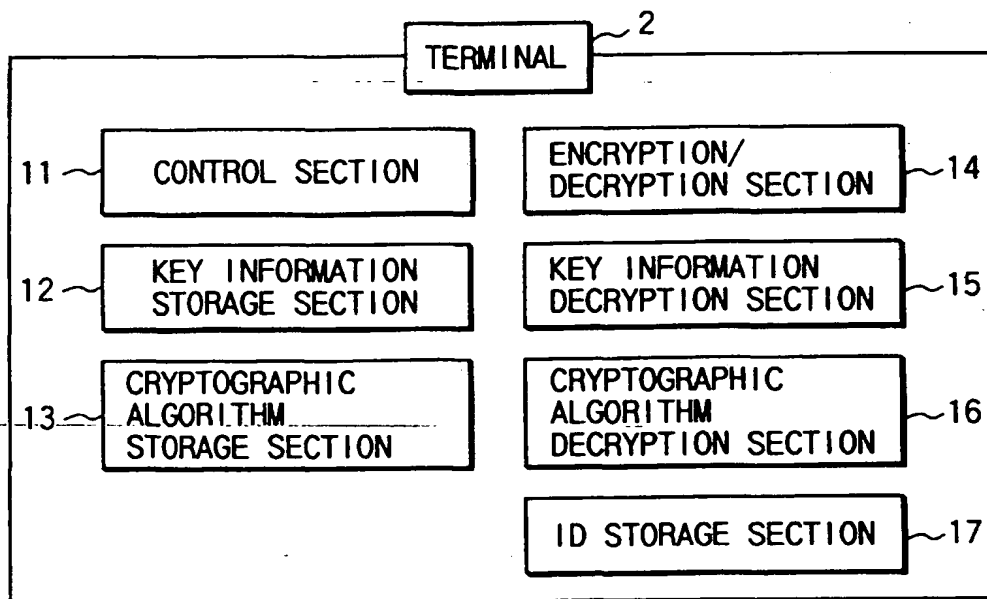 2
TERMINAL
11
CONTROL SECTION
ENCRYPTION/
DECRYPTION SECTION
14
12
KEY INFORMATION
STORAGE SECTION
KEY INFORMATION
DECRYPTION SECTION
15
13
CRYPTOGRAPHIC
ALGORITHM
STORAGE SECTION
CRYPTOGRAPHIC
ALGORITHM
DECRYPTION SECTION
16
ID STORAGE SECTION
17